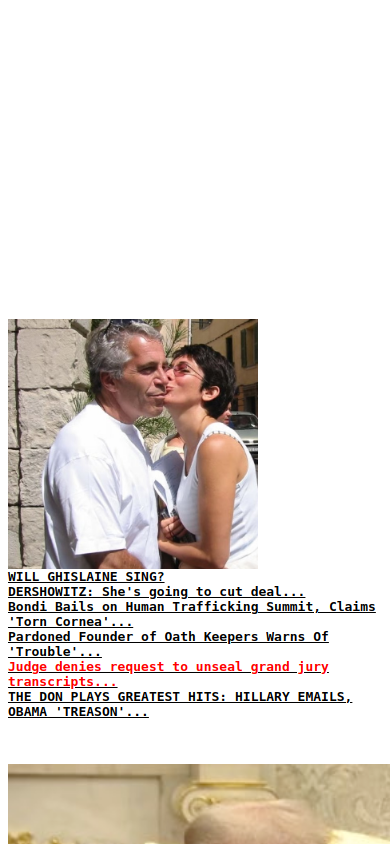 WILL GHISLAINE SING?
DERSHOWITZ: She's going to cut deal...
Bondi Bails on Human Trafficking Summit, Claims
'Torn Cornea'...
Pardoned Founder of Oath Keepers Warns Of
'Trouble'...
Judge denies request to unseal grand jury
transcripts...
THE DON PLAYS GREATEST HITS: HILLARY EMAILS,
OBAMA 'TREASON'...